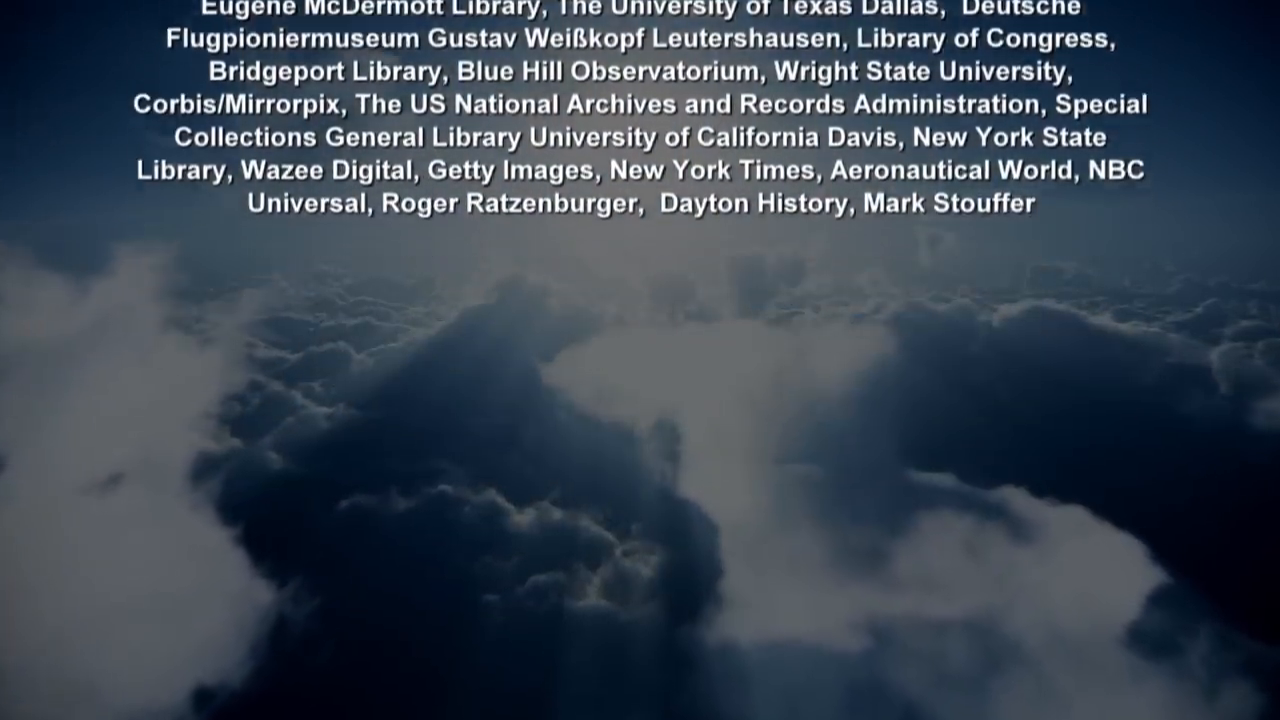 Eugene McDermott Library, The University of Texas Dallas,  Deutsche
Flugpioniermuseum Gustav Weißkopf Leutershausen, Library of Congress,
Bridgeport Library, Blue Hill Observatorium, Wright State University,
Corbis/Mirrorpix, The US National Archives and Records Administration, Special
Collections General Library University of California Davis, New York State
Library, Wazee Digital, Getty Images, New York Times, Aeronautical World, NBC
Universal, Roger Ratzenburger,  Dayton History, Mark Stouffer